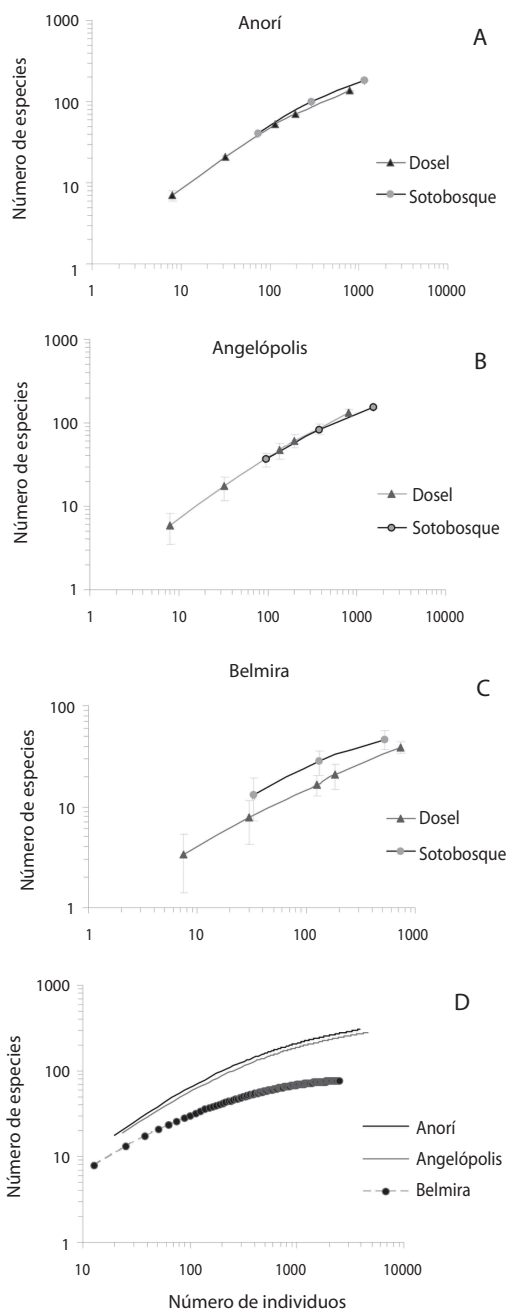 Anorí
A
Número de especies
1000
100
10
1
1
10
100
1000
10000
Dosel
Sotobosque
Angelópolis
B
Número de especies
1000
100
10
1
1
10
100
1000
10000
Dosel
Sotobosque
Belmira
C
Número de especies
100
10
1
1
10
100
1000
Dosel
Sotobosque
D
Número de especies
1000
100
10
1
10
100
1000
10000
Anorí
Angelópolis
Belmira
Número de individuos